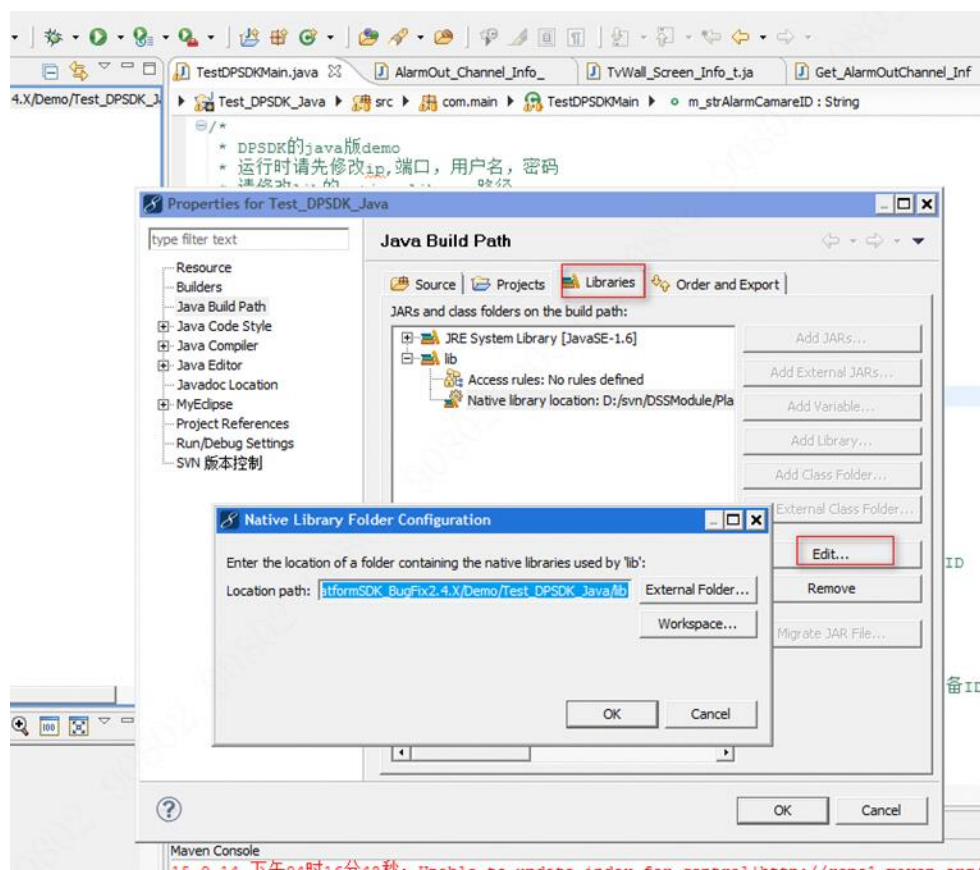 TestDPSDKMain.java
AlarmOut_Channel_Info_
TvWall_Screen_Info_t.ja
Get_AlarmOutChannel_Inf
4.X/Demo/Test_DPSDK_J
Test_DPSDK_Java
src
com.main
TestDPSDKMain
m_strAlarmCamareID : String
/*
* DPSDK的java版demo
* 运行时请先修改ip,端口，用户名，密码
Properties for Test_DPSDK_Java
type filter text
Resource
Builders
Java Build Path
Java Code Style
Java Compiler
Java Editor
Javadoc Location
MyEclipse
Project References
Run/Debug Settings
SVN 版本控制
Java Build Path
Source
Projects
Libraries
Order and Export
JARs and class folders on the build path:
JRE System Library [JavaSE-1.6]
lib
Access rules: No rules defined
Native library location: D:/svn/DSSModule/Pla
Add JARs...
Add External JARs...
Add Variable...
Add Library...
Add Class Folder...
External Class Folder...
Edit...
Remove
Migrate JAR File...
Native Library Folder Configuration
Enter the location of a folder containing the native libraries used by 'lib':
Location path:
atformSDK_BugFix2.4.X/Demo/Test_DPSDK_Java/lib
External Folder...
Workspace...
OK
Cancel
ID
备ID
OK
Cancel
Maven Console